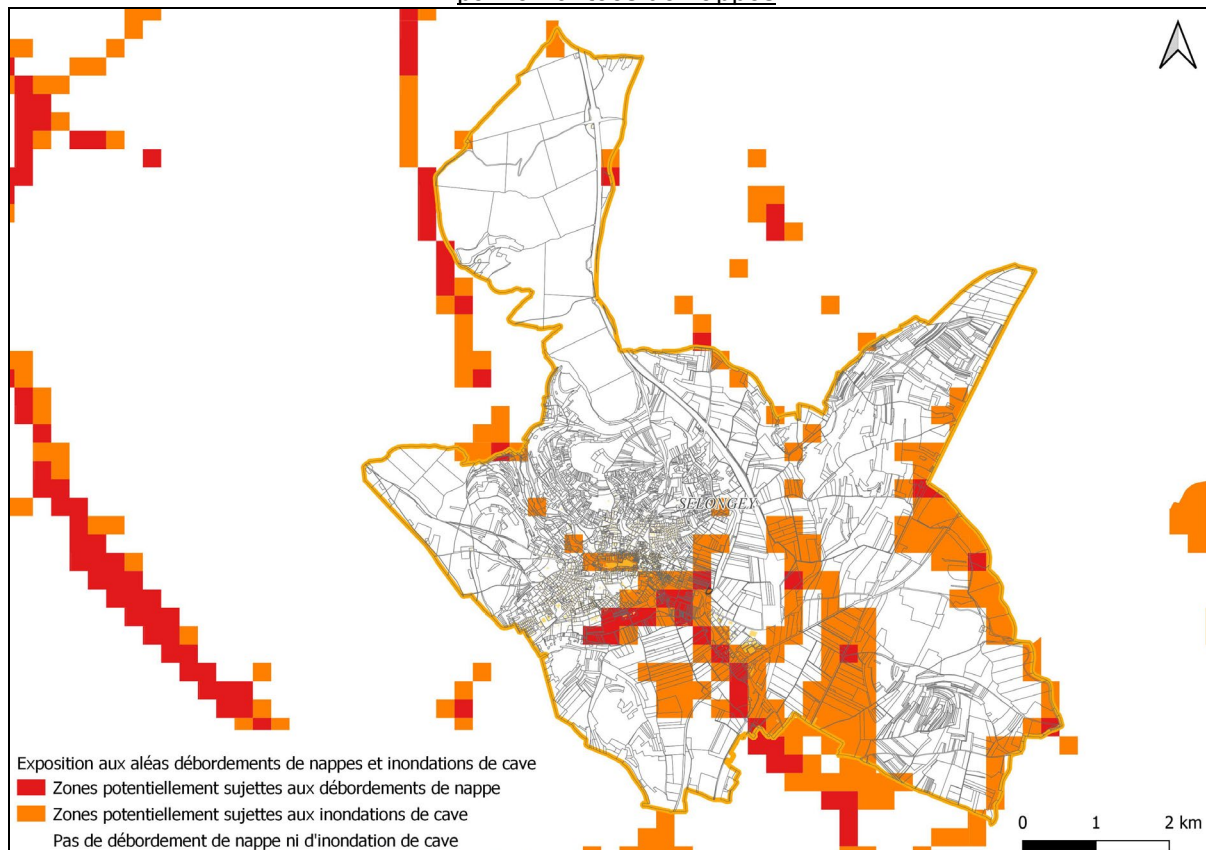 SELONGEY
Exposition aux aléas débordements de nappes et inondations de cave
Zones potentiellement sujettes aux débordements de nappe
Zones potentiellement sujettes aux inondations de cave
Pas de débordement de nappe ni d'inondation de cave
0 1 2 km